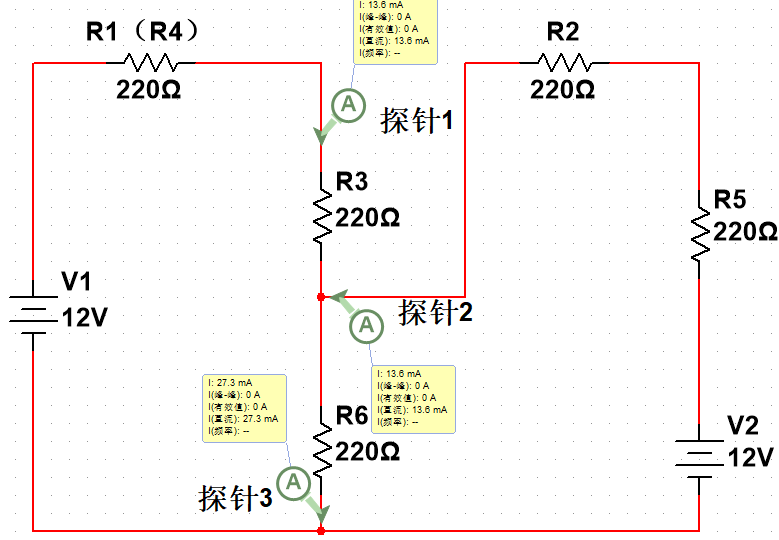 I: 13.6 mA
I(峰-峰): 0 A
I(有效值): 0 A
I(直流): 13.6 mA
I(频率): --
R1（R4）
220Ω
R2
220Ω
A
探针1
R3
220Ω
R5
220Ω
V1
12V
探针2
A
I: 27.3 mA
I(峰-峰): 0 A
I(有效值): 0 A
I(直流): 27.3 mA
I(频率): --
I: 13.6 mA
I(峰-峰): 0 A
I(有效值): 0 A
I(直流): 13.6 mA
I(频率): --
R6
220Ω
V2
12V
A
探针3